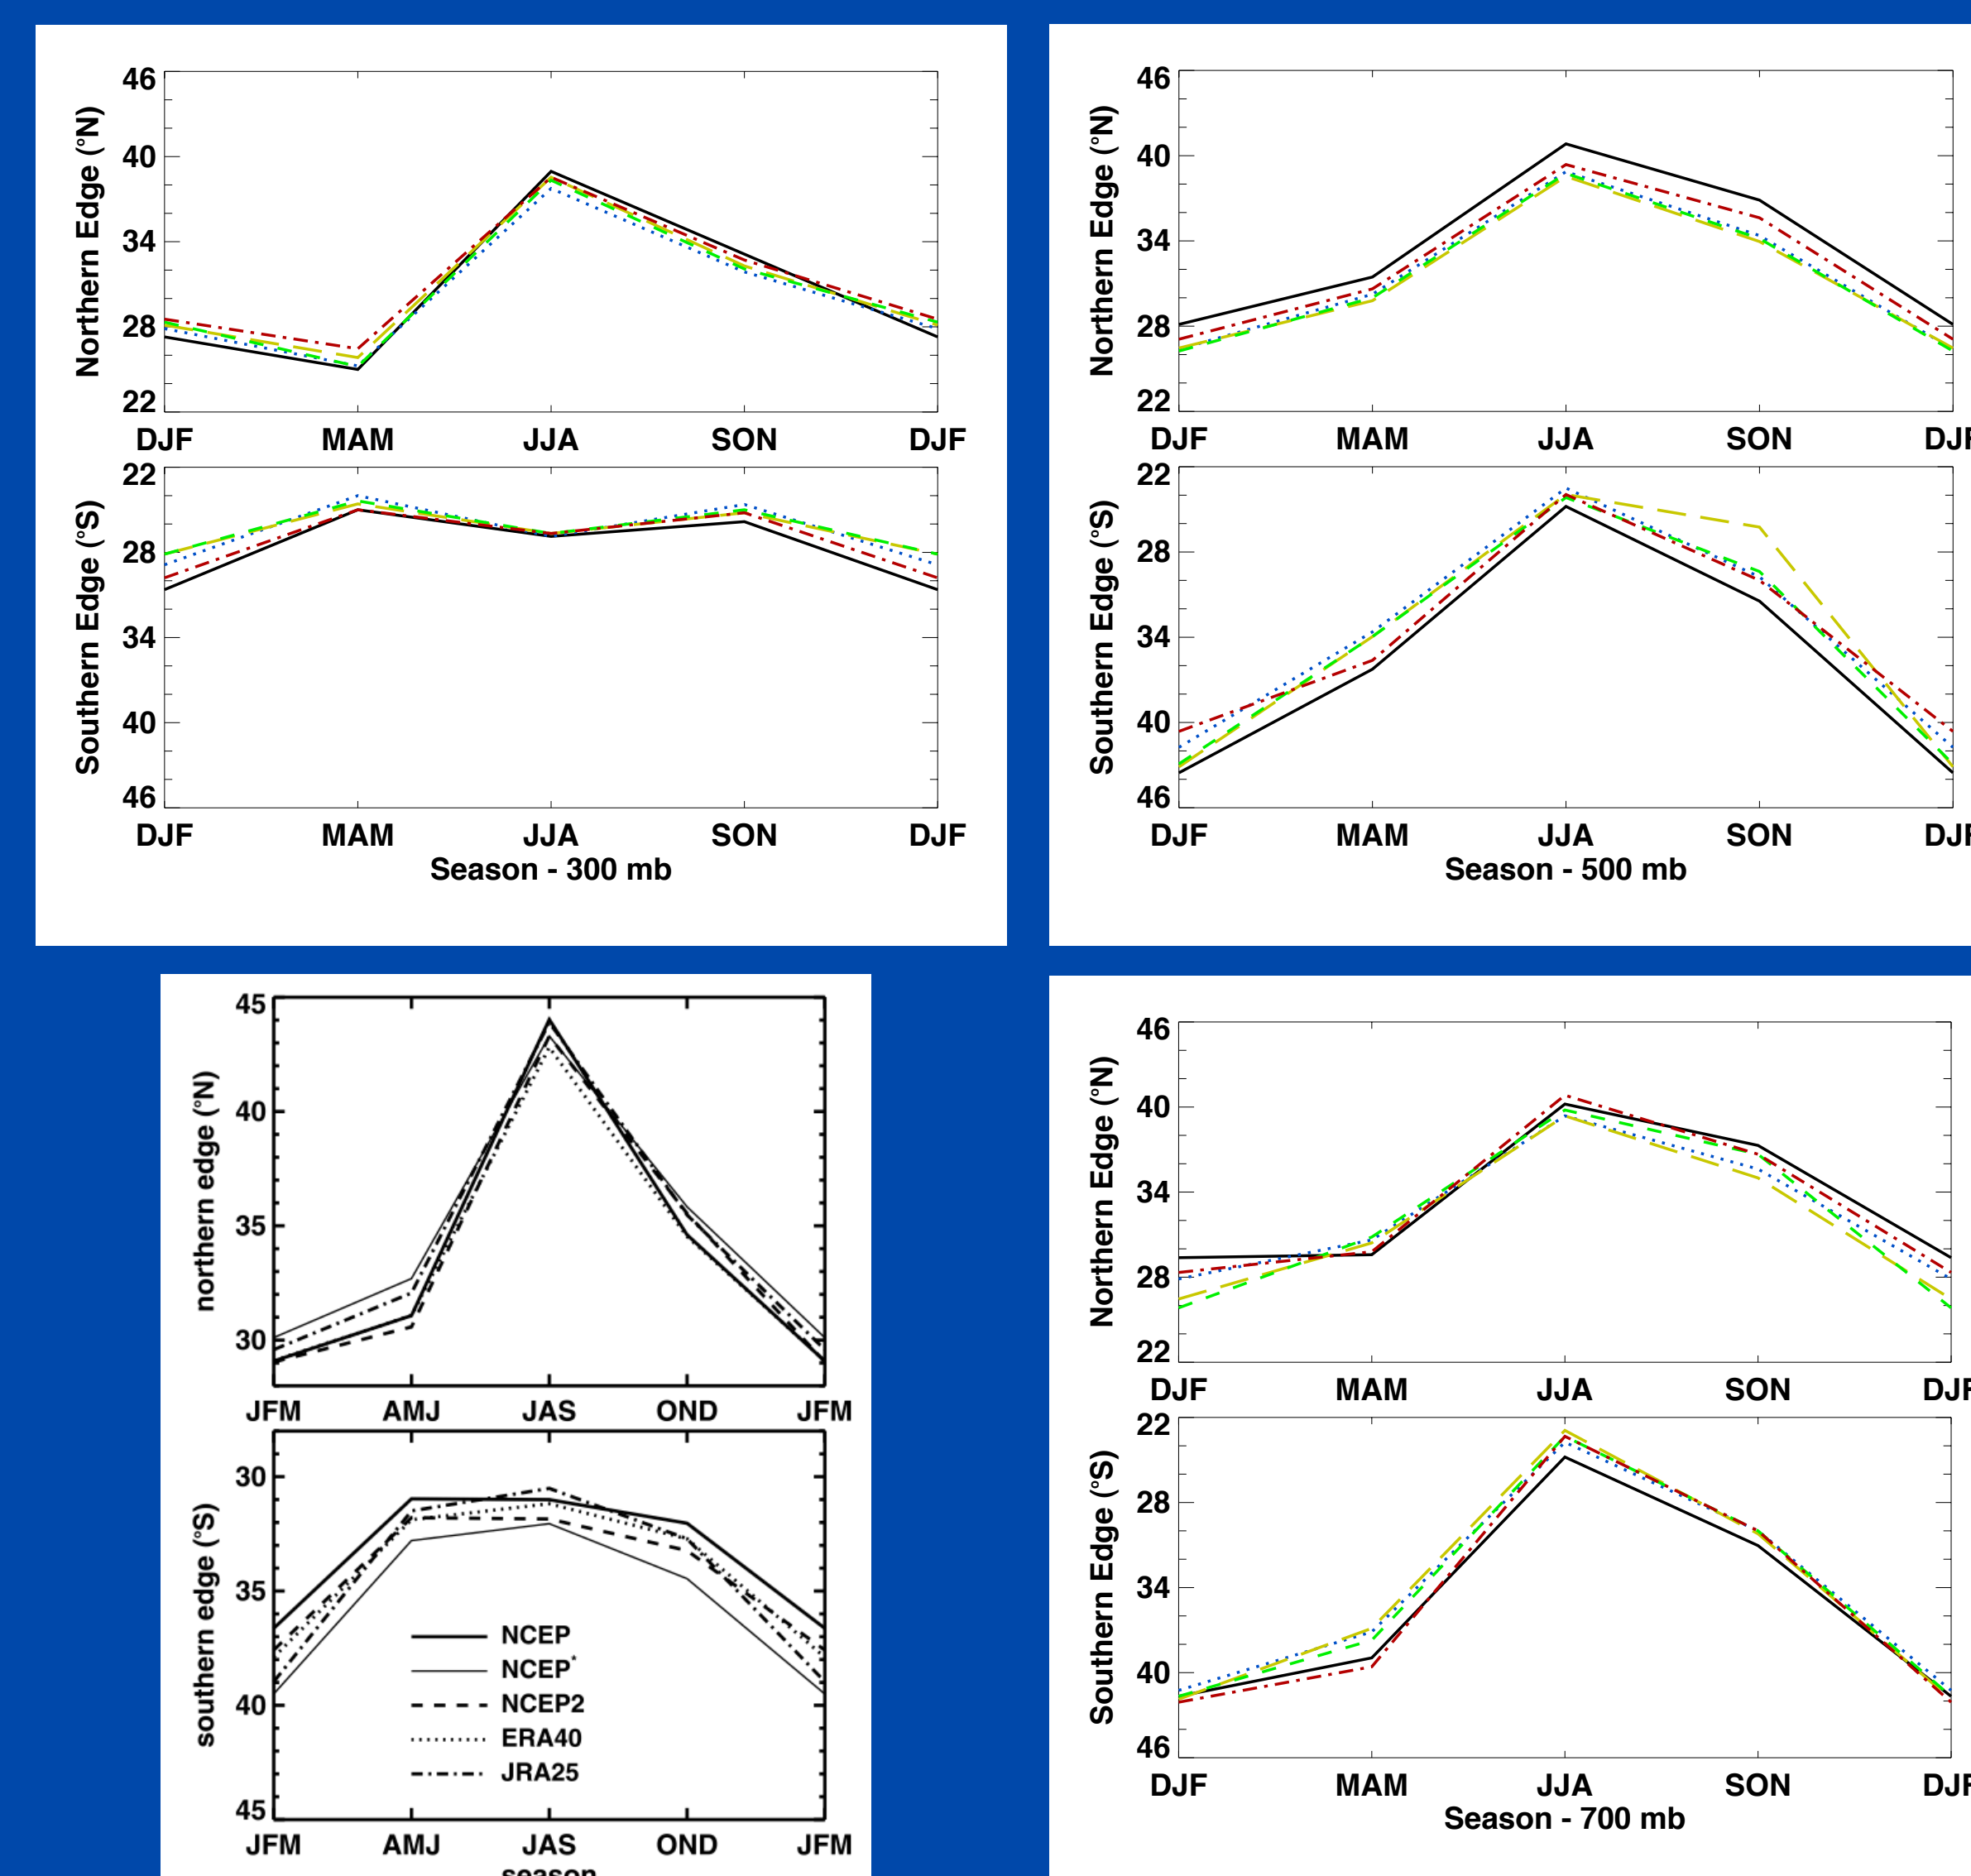 46
40
34
28
22
Northern Edge (°N)
DJF MAM JJA SON DJF
22
28
34
40
46
Southern Edge (°S)
DJF MAM JJA SON DJF
Season - 300 mb
46
40
34
28
22
Northern Edge (°N)
DJF MAM JJA SON DJF
22
28
34
40
46
Southern Edge (°S)
DJF MAM JJA SON DJF
Season - 500 mb
45
40
35
30
northern edge (°N)
JFM AMJ JAS OND JFM
30
35
40
45
southern edge (°S)
NCEP
NCEP*
NCEP2
ERA40
JRA25
JFM AMJ JAS OND JFM
season
46
40
34
28
22
Northern Edge (°N)
DJF MAM JJA SON DJF
22
28
34
40
46
Southern Edge (°S)
DJF MAM JJA SON DJF
Season - 700 mb